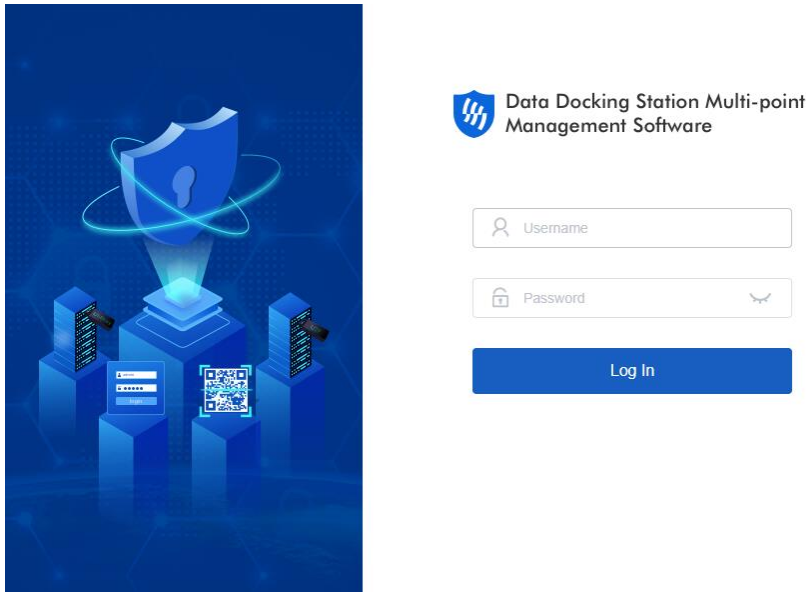 Data Docking Station Multi-point
Management Software
Username
Password
Log In